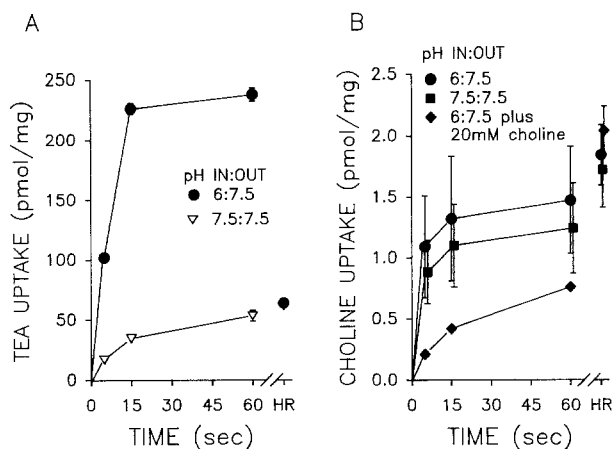 A
TEA UPTAKE (pmol/mg)
250
200
150
100
50
0
pH IN:OUT
6:7.5
7.5:7.5
0 15 30 45 60 HR
TIME (sec)
B
CHOLINE UPTAKE (pmol/mg)
pH IN:OUT
6:7.5
7.5:7.5
6:7.5 plus
20mM choline
2.5
2.0
1.5
1.0
0.5
0.0
0 15 30 45 60 HR
TIME (sec)